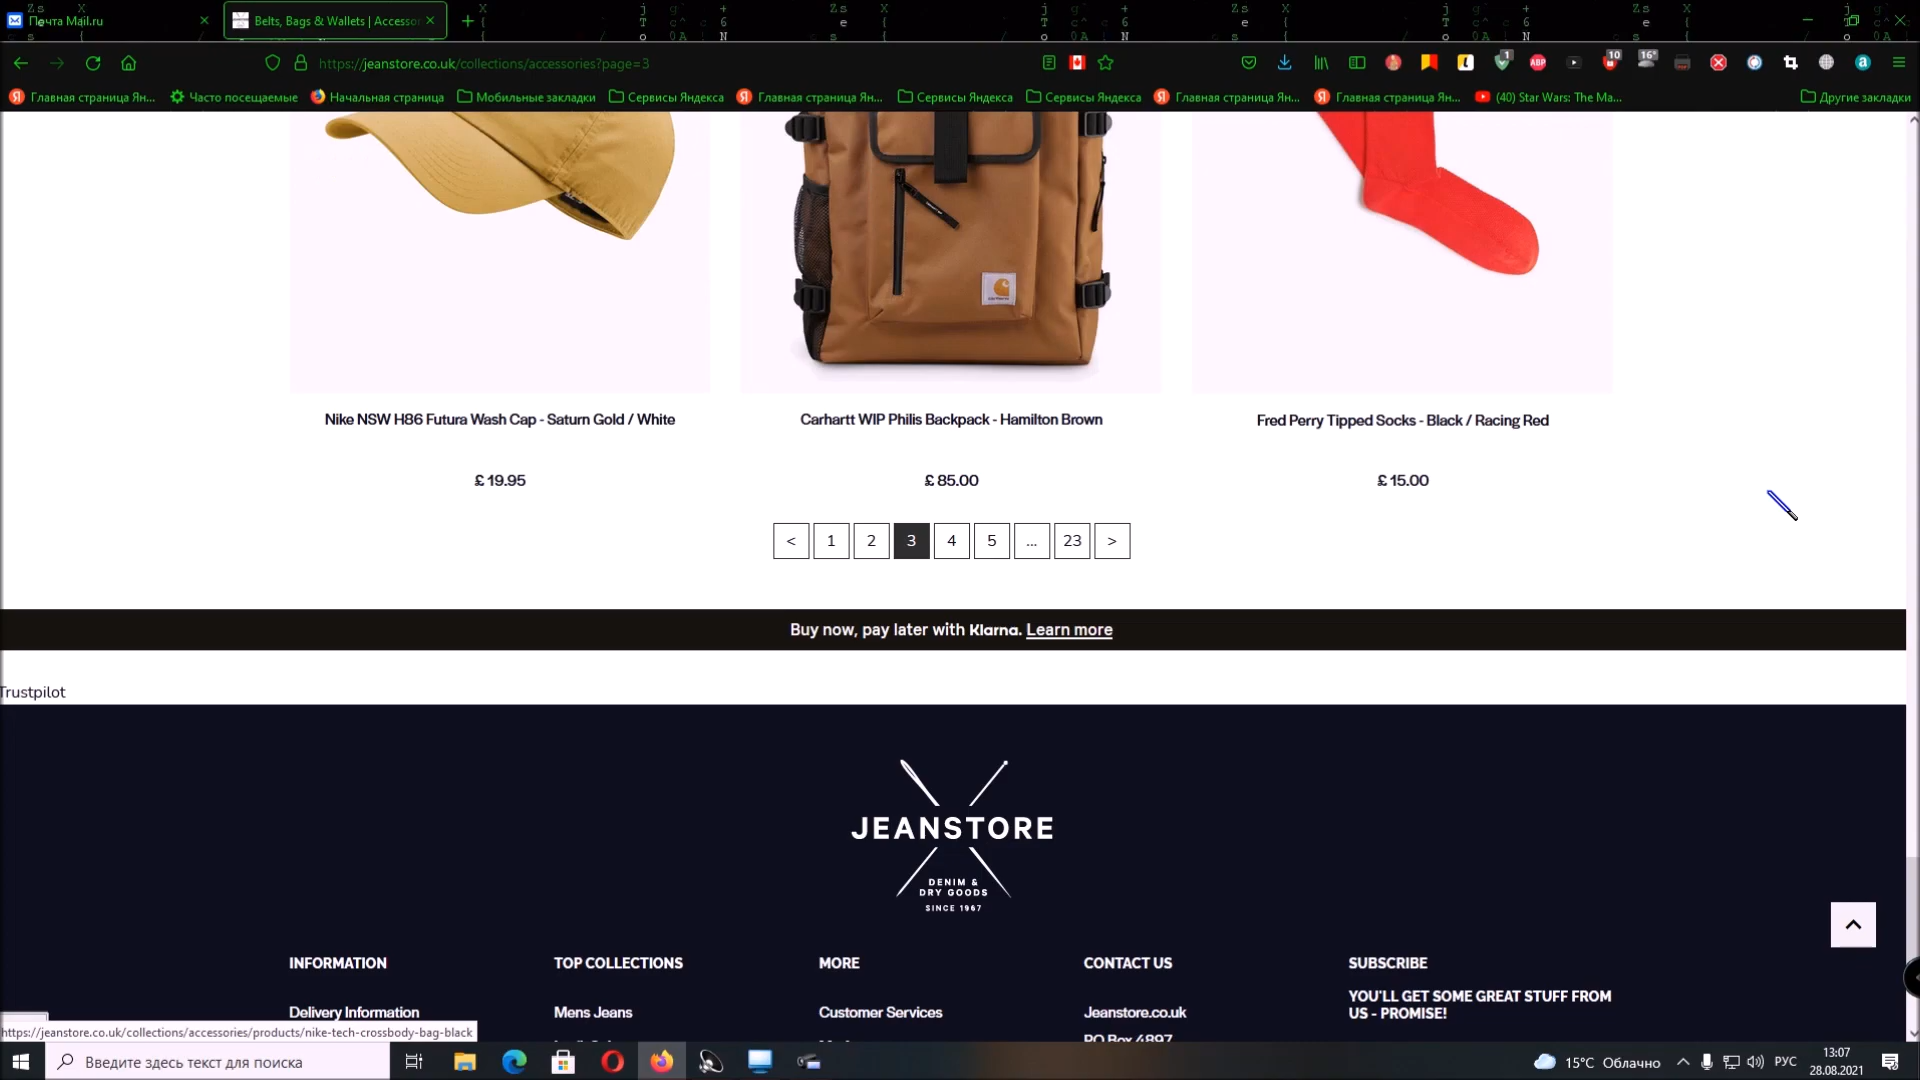 Почта Mail.ru
Belts, Bags & Wallets | Accessor
https://jeanstore.co.uk/collections/accessories?page=3
1
ABP
10
16°
Главная страница Ян...
Часто посещаемые
Начальная страница
Мобильные закладки
Сервисы Яндекса
Главная страница Ян...
Сервисы Яндекса
Сервисы Яндекса
Главная страница Ян...
Главная страница Ян...
(40) Star Wars: The Ma...
Другие закладки
Nike NSW H86 Futura Wash Cap - Saturn Gold / White
Carhartt WIP Philis Backpack - Hamilton Brown
Fred Perry Tipped Socks - Black / Racing Red
£ 19.95
£ 85.00
£ 15.00
< 1 2 3 4 5 ... 23 >
Buy now, pay later with Klarna. Learn more
Trustpilot
JEANSTORE
DENIM &
DRY GOODS
SINCE 1967
INFORMATION
TOP COLLECTIONS
MORE
CONTACT US
SUBSCRIBE
YOU'LL GET SOME GREAT STUFF FROM
US - PROMISE!
Delivery Information
Mens Jeans
Customer Services
Jeanstore.co.uk
PO Box 4897
https://jeanstore.co.uk/collections/accessories/products/nike-tech-crossbody-bag-black
Введите здесь текст для поиска
15°C Облачно
РУС
13:07
28.08.2021